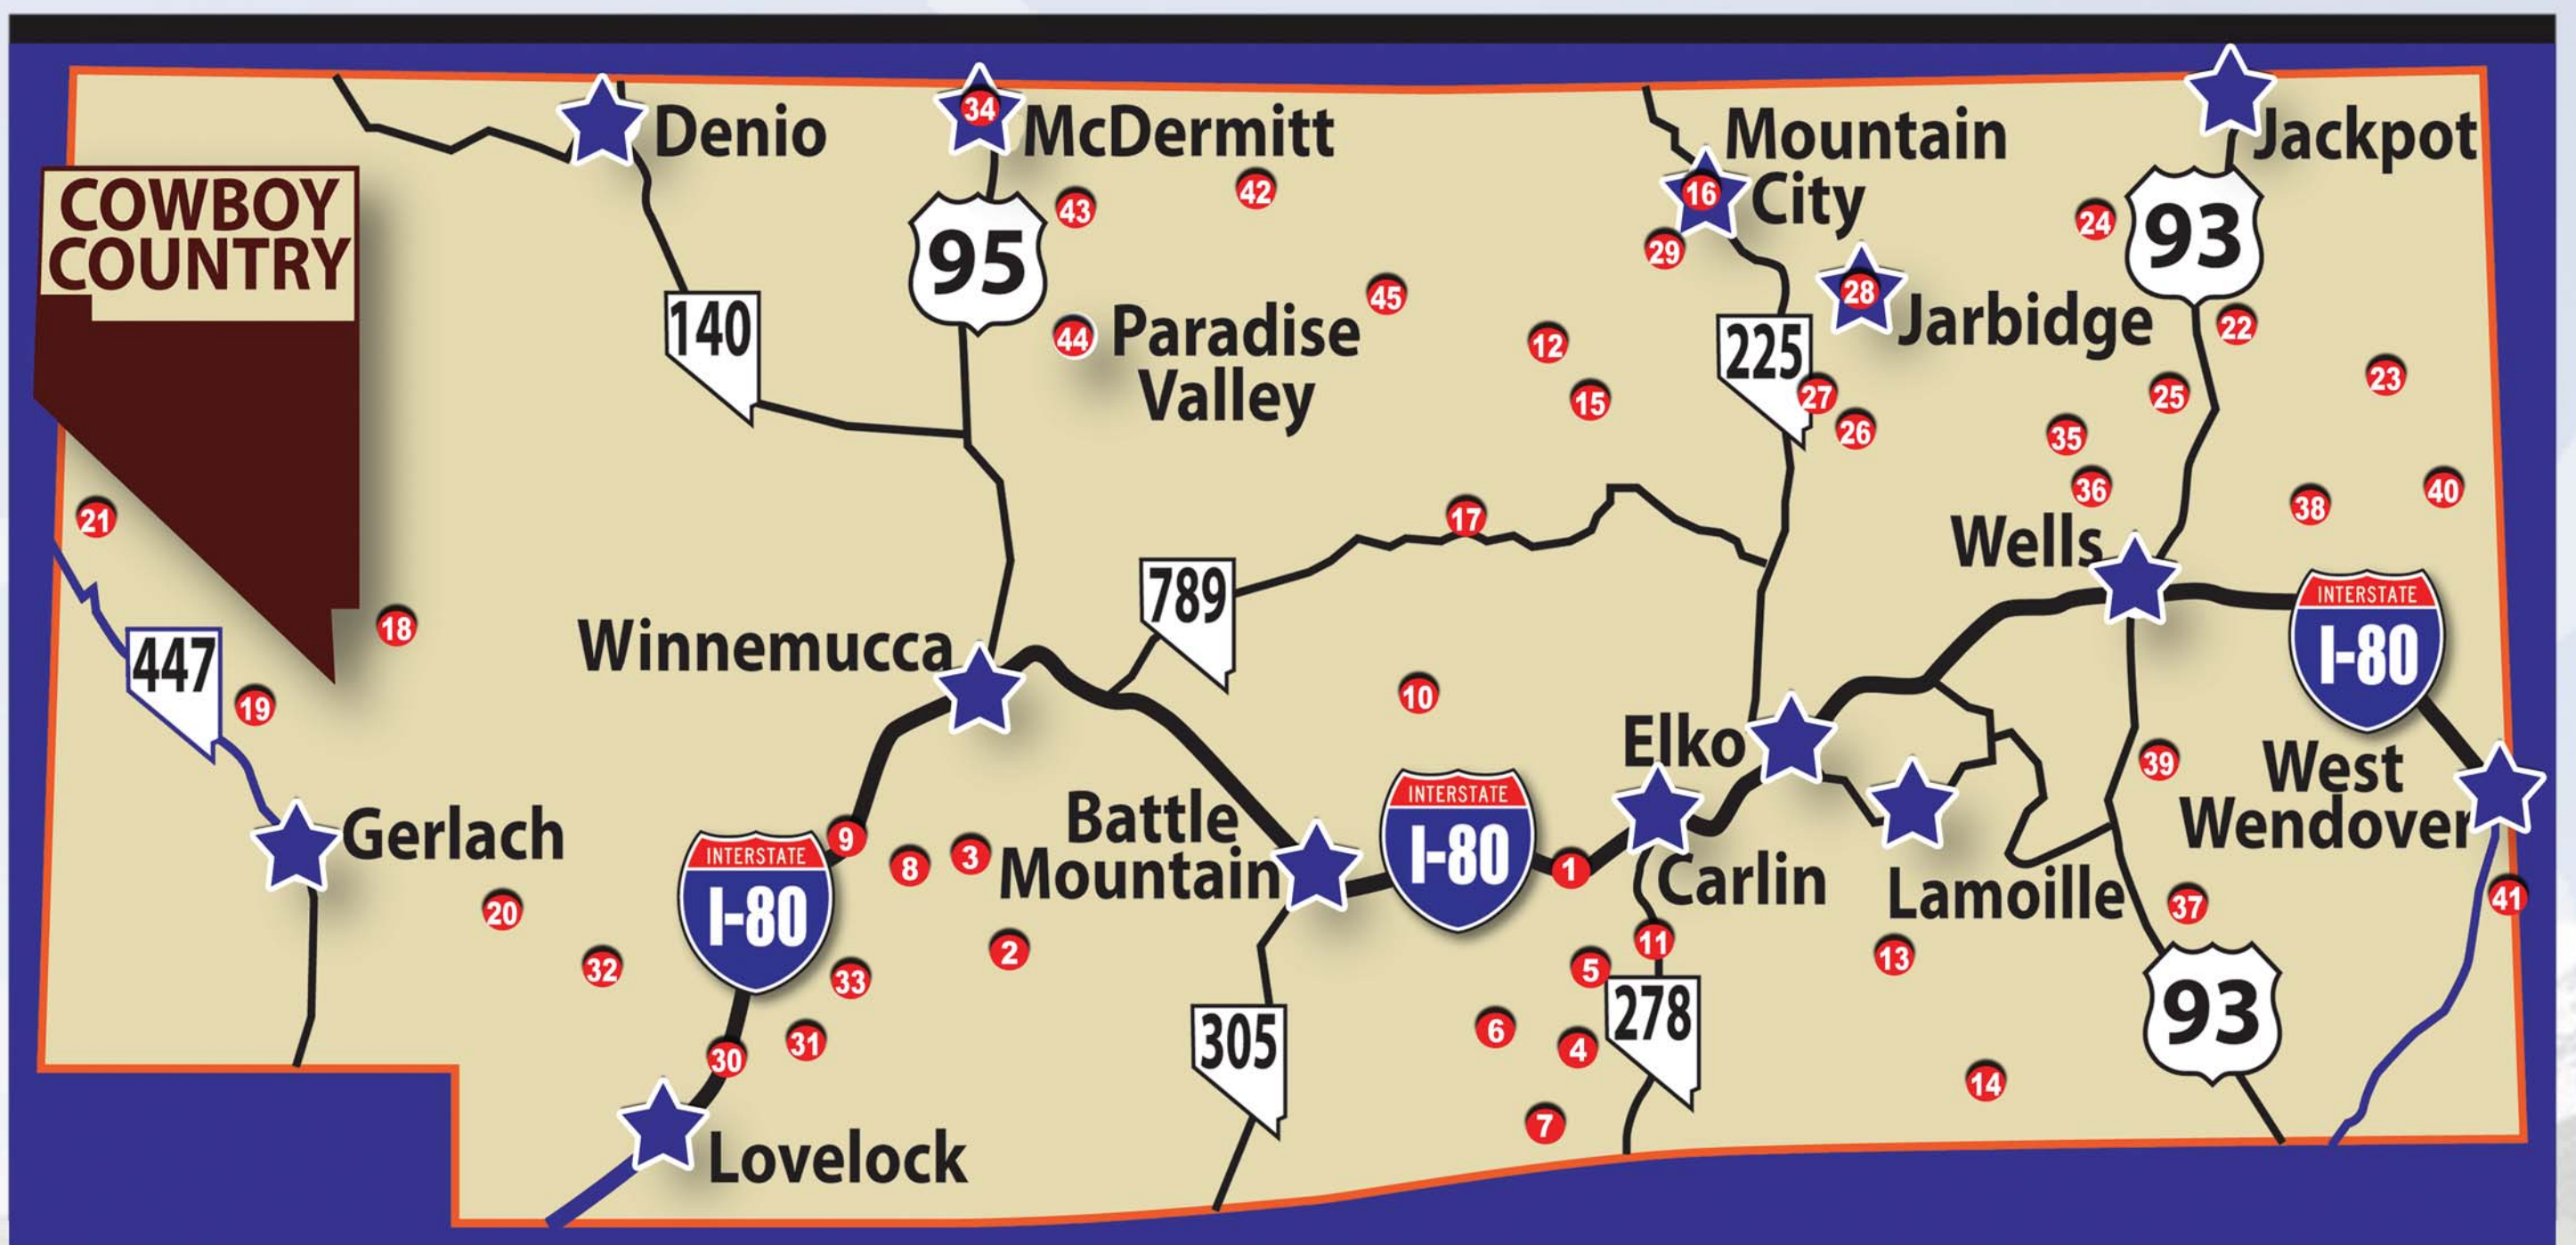 COWBOY
COUNTRY
Denio
34
McDermitt
Mountain
City
16
Jackpot
43
42
29
28
Jarbidge
24
93
95
140
44
Paradise
Valley
45
12
15
225
27
26
22
25
23
35
36
38
40
21
17
Wells
447
18
19
789
Winnemucca
10
INTERSTATE
I-80
Elko
39
West
Wendover
Gerlach
9
8
3
Battle
Mountain
INTERSTATE
I-80
1
Carlin
Lamoille
37
41
INTERSTATE
I-80
20
32
33
2
11
5
13
278
93
305
6
4
31
30
14
7
Lovelock